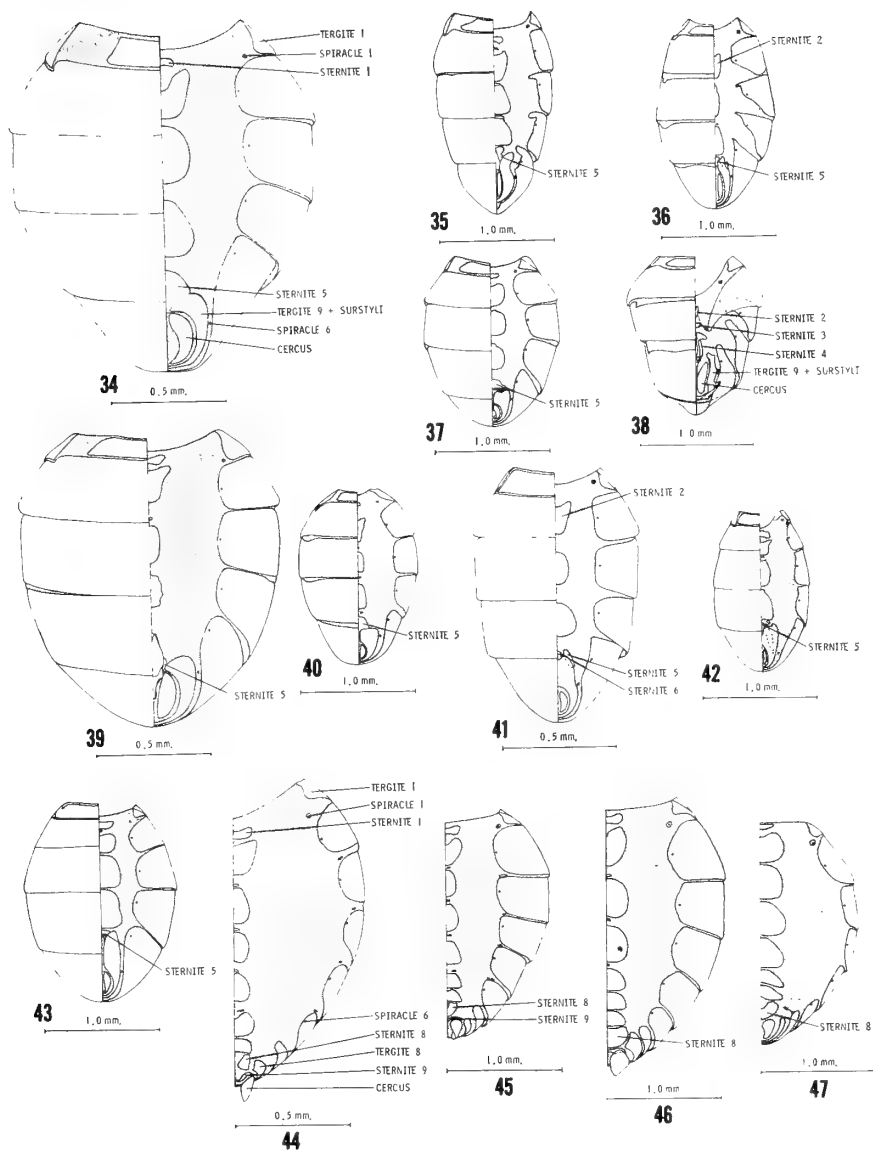 TERGITE 1
SPIRACLE 1
STERNITE 1
STERNITE 5
TERGITE 9 + SURSTYLI
SPIRACLE 6
CERCUS
34
0.5 mm.
STERNITE 5
35
1.0 mm.
STERNITE 2
STERNITE 5
36
1.0 mm.
STERNITE 5
37
1.0 mm.
STERNITE 2
STERNITE 3
STERNITE 4
TERGITE 9 + SURSTYLI
CERCUS
38
1.0 mm
STERNITE 5
39
0.5 mm.
STERNITE 5
40
1.0 mm.
STERNITE 2
STERNITE 5
STERNITE 6
41
0.5 mm.
STERNITE 5
42
1.0 mm.
STERNITE 5
43
1.0 mm.
TERGITE 1
SPIRACLE 1
STERNITE 1
SPIRACLE 6
STERNITE 8
TERGITE 8
STERNITE 9
CERCUS
0.5 mm.
44
STERNITE 8
STERNITE 9
1.0 mm.
45
STERNITE 8
1.0 mm
46
STERNITE 8
1.0 mm.
47